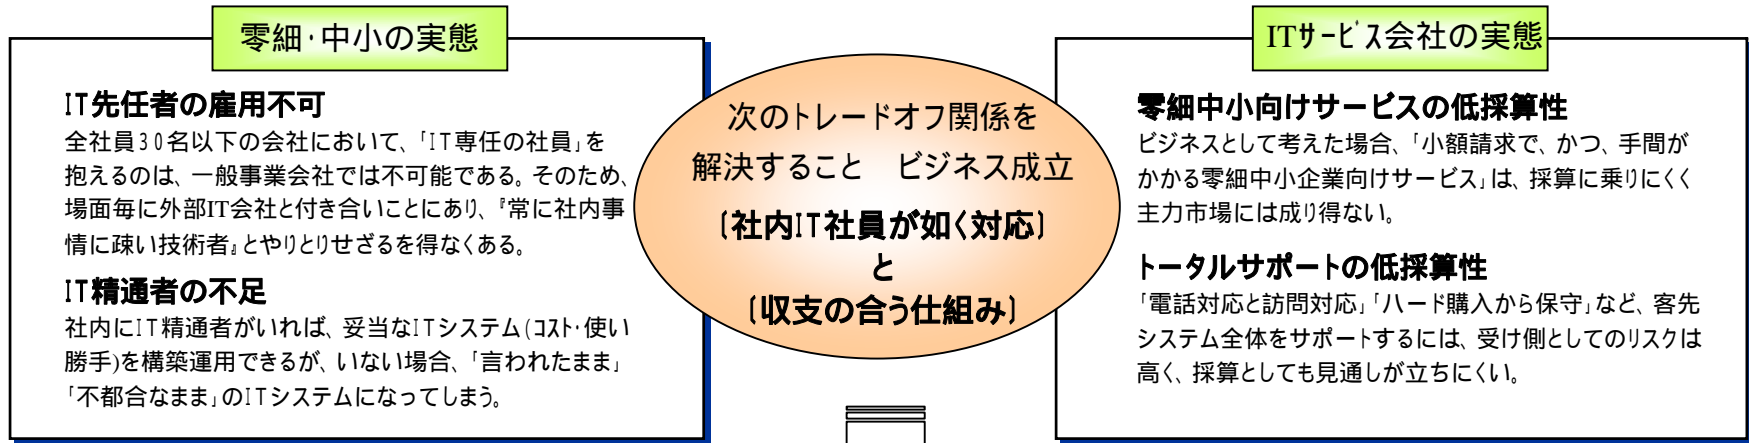 零細・中小の実態
IT先任者の雇用不可
全社員30名以下の会社において、「IT専任の社員」を
抱えるのは、一般事業会社では不可能である。そのため、
場面毎に外部IT会社と付き合いことにあり、『常に社内事
情に疎い技術者』とやりとりせざるを得なくある。
IT精通者の不足
社内にIT精通者がいれば、妥当なITシステム(コスト・使い
勝手)を構築運用できるが、いない場合、「言われたまま」
「不都合なまま」のITシステムになってしまう。
次のトレードオフ関係を
解決すること　ビジネス成立
〔社内IT社員が如く対応〕
と
〔収支の合う仕組み〕
ITサービス会社の実態
零細中小向けサービスの低採算性
ビジネスとして考えた場合、「小額請求で、かつ、手間が
かかる零細中小企業向けサービス」は、採算に乗りにくく
主力市場には成り得ない。
トータルサポートの低採算性
「電話対応と訪問対応」「ハード購入から保守」など、客先
システム全体をサポートするには、受け側としてのリスクは
高く、採算としても見通しが立ちにくい。